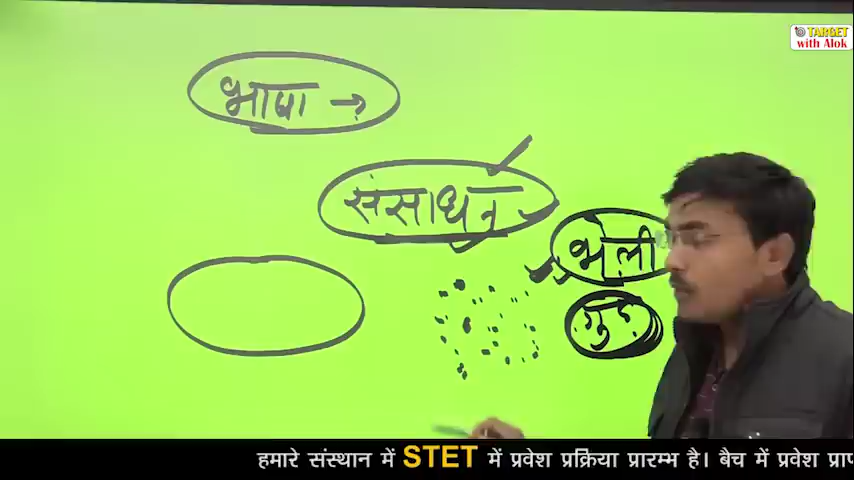 TARGET
with Alok
भाषा →
संसाधन
भेली
गुड़
हमारे संस्थान में STET में प्रवेश प्रक्रिया प्रारम्भ है। बैच में प्रवेश